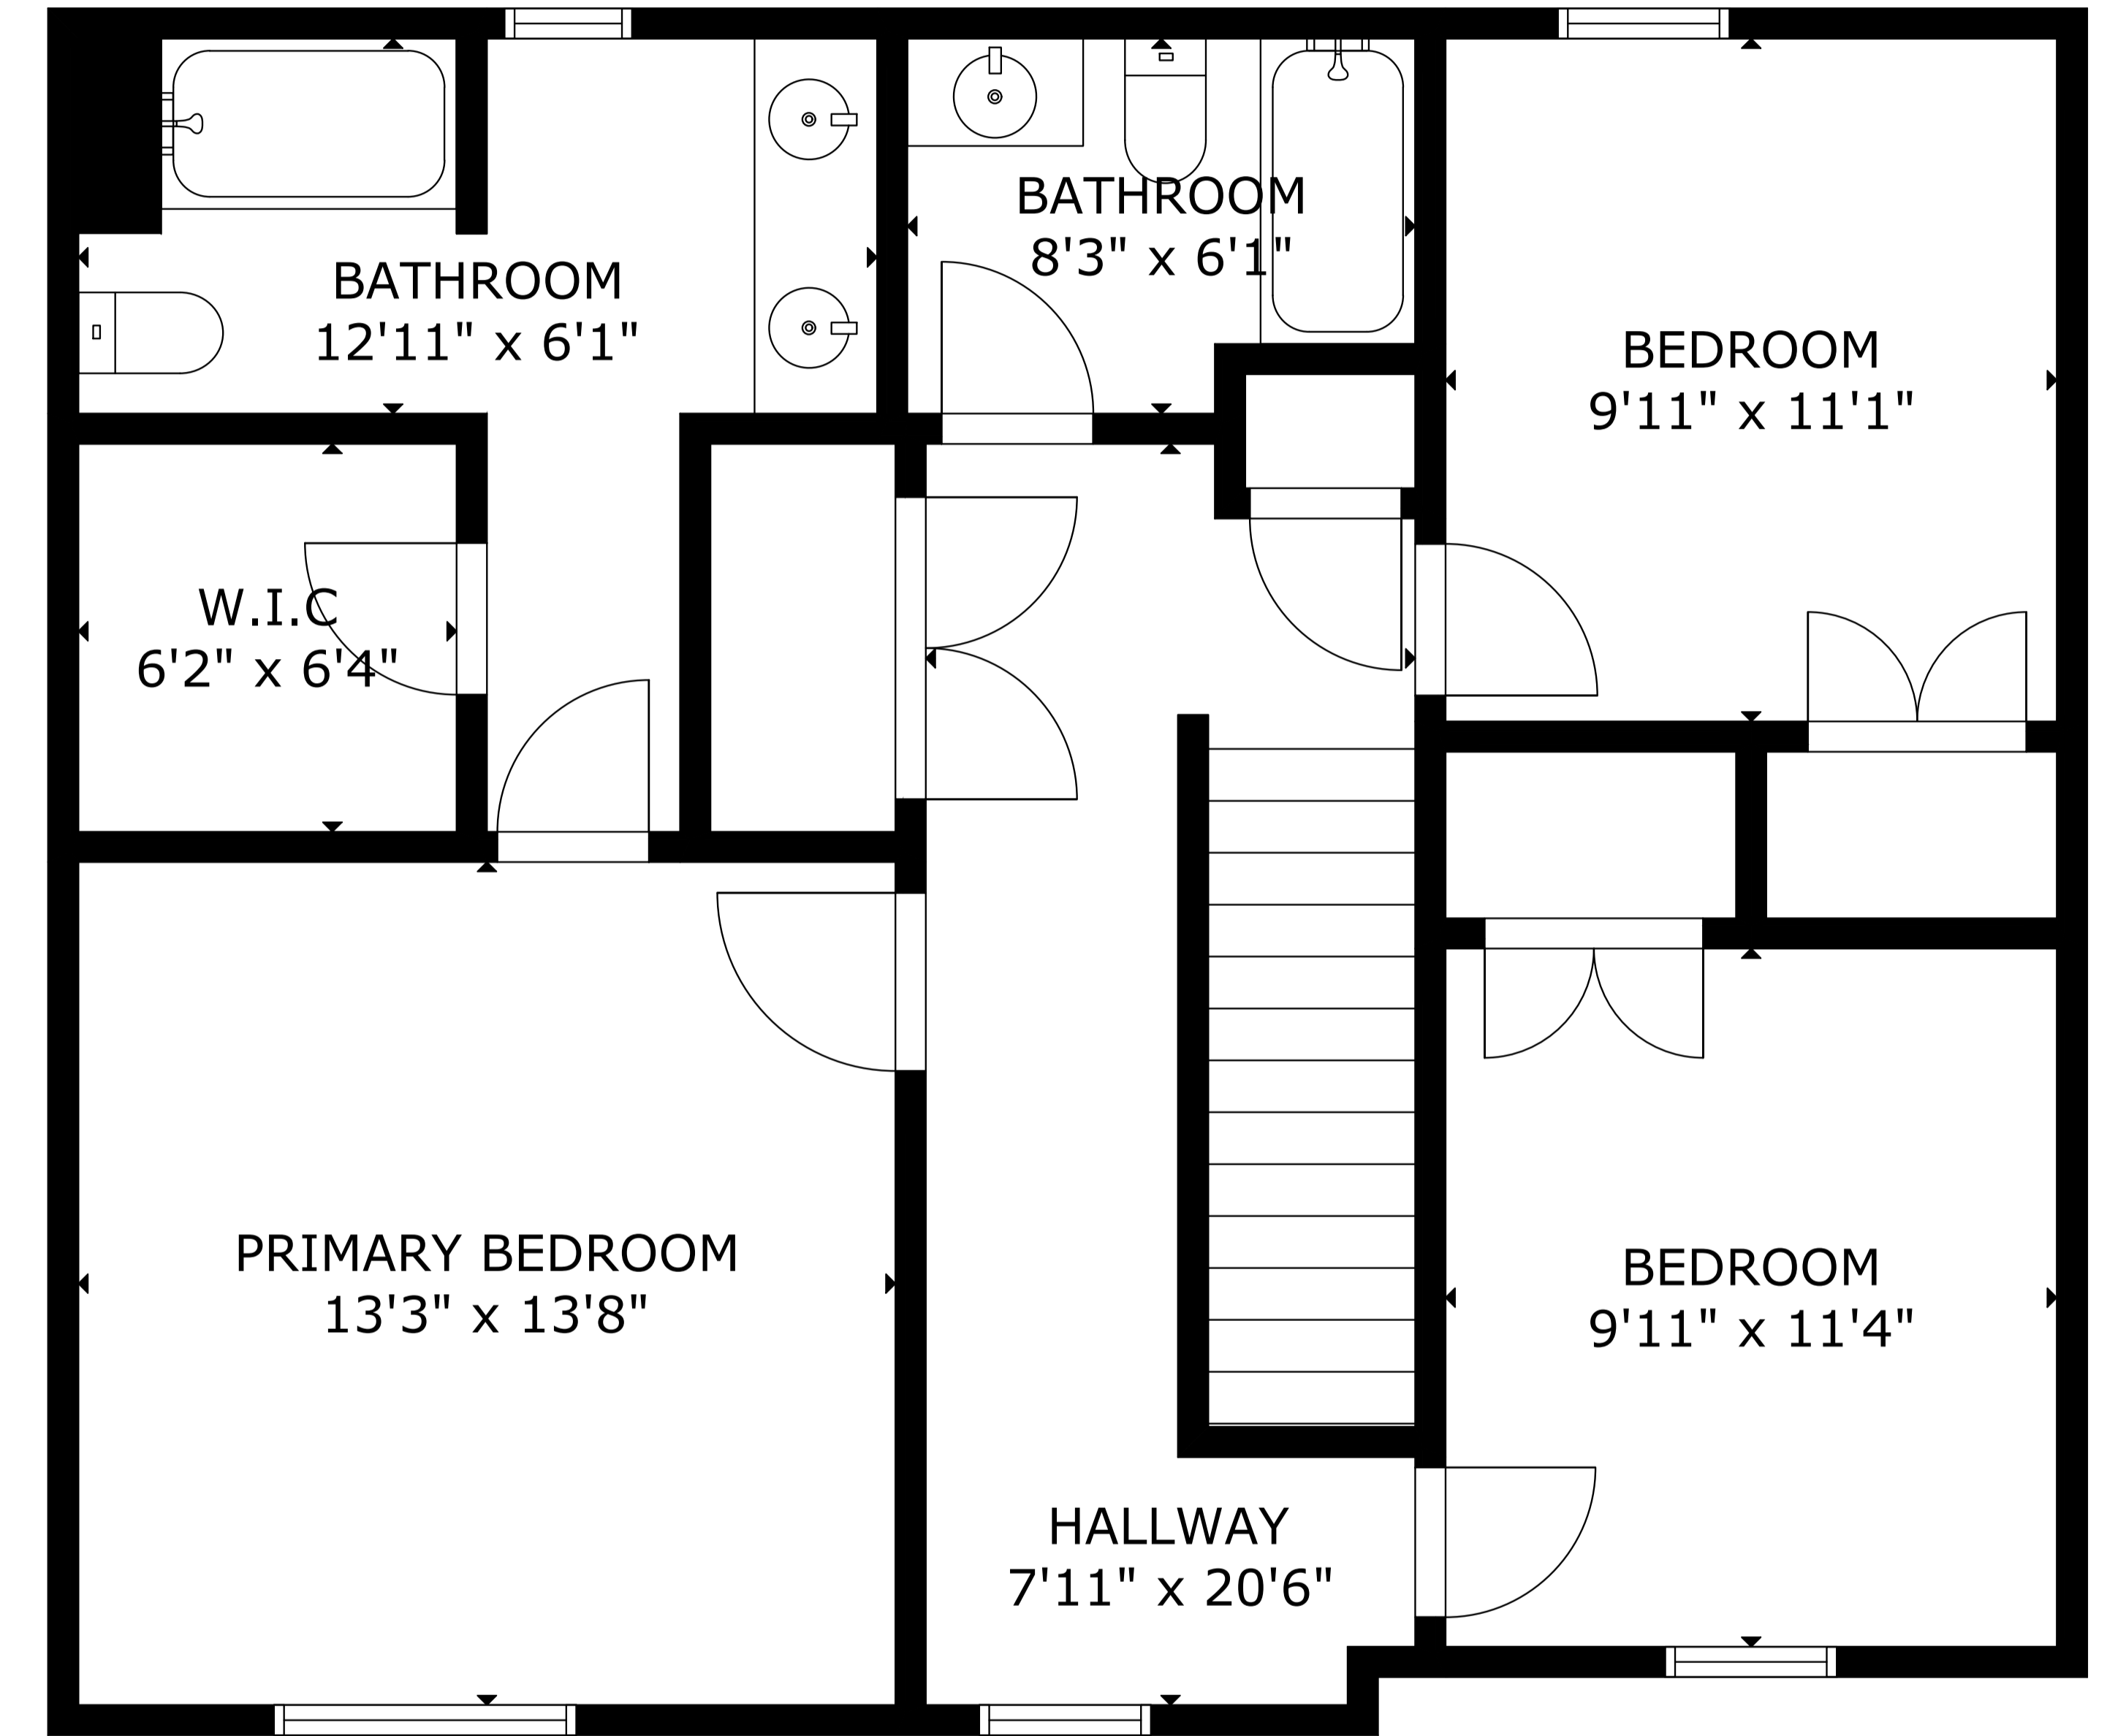 BATHROOM
8'3" x 6'1"
BATHROOM
12'11" x 6'1"
BEDROOM
9'11" x 11'1"
W.I.C
6'2" x 6'4"
PRIMARY BEDROOM
13'3" x 13'8"
BEDROOM
9'11" x 11'4"
HALLWAY
7'11" x 20'6"